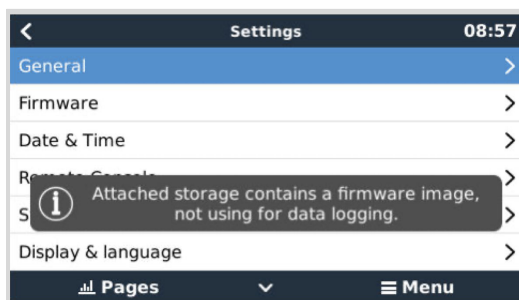 Settings
08:57
General
Firmware
Date & Time
Attached storage contains a firmware image,
not using for data logging.
Display & language
Pages
Menu